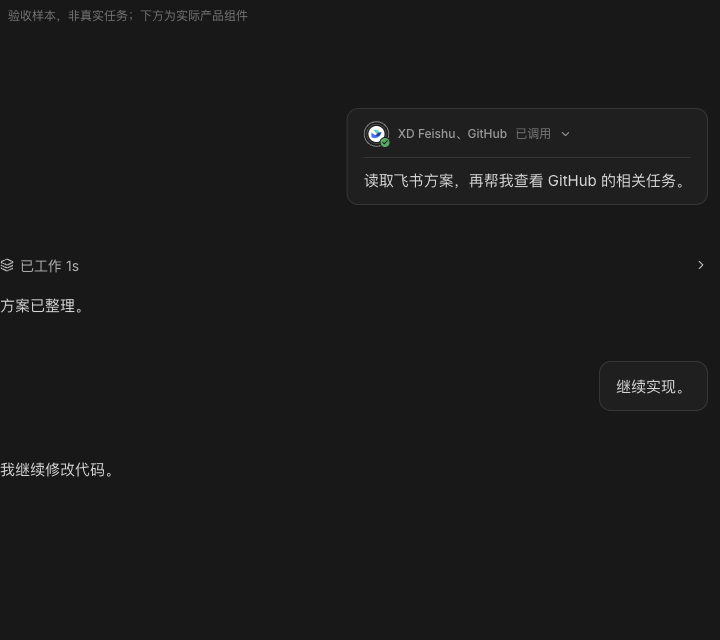 验收样本，非真实任务；下方为实际产品组件
XD Feishu、GitHub 已调用
读取飞书方案，再帮我查看 GitHub 的相关任务。
已工作 1s
方案已整理。
继续实现。
我继续修改代码。